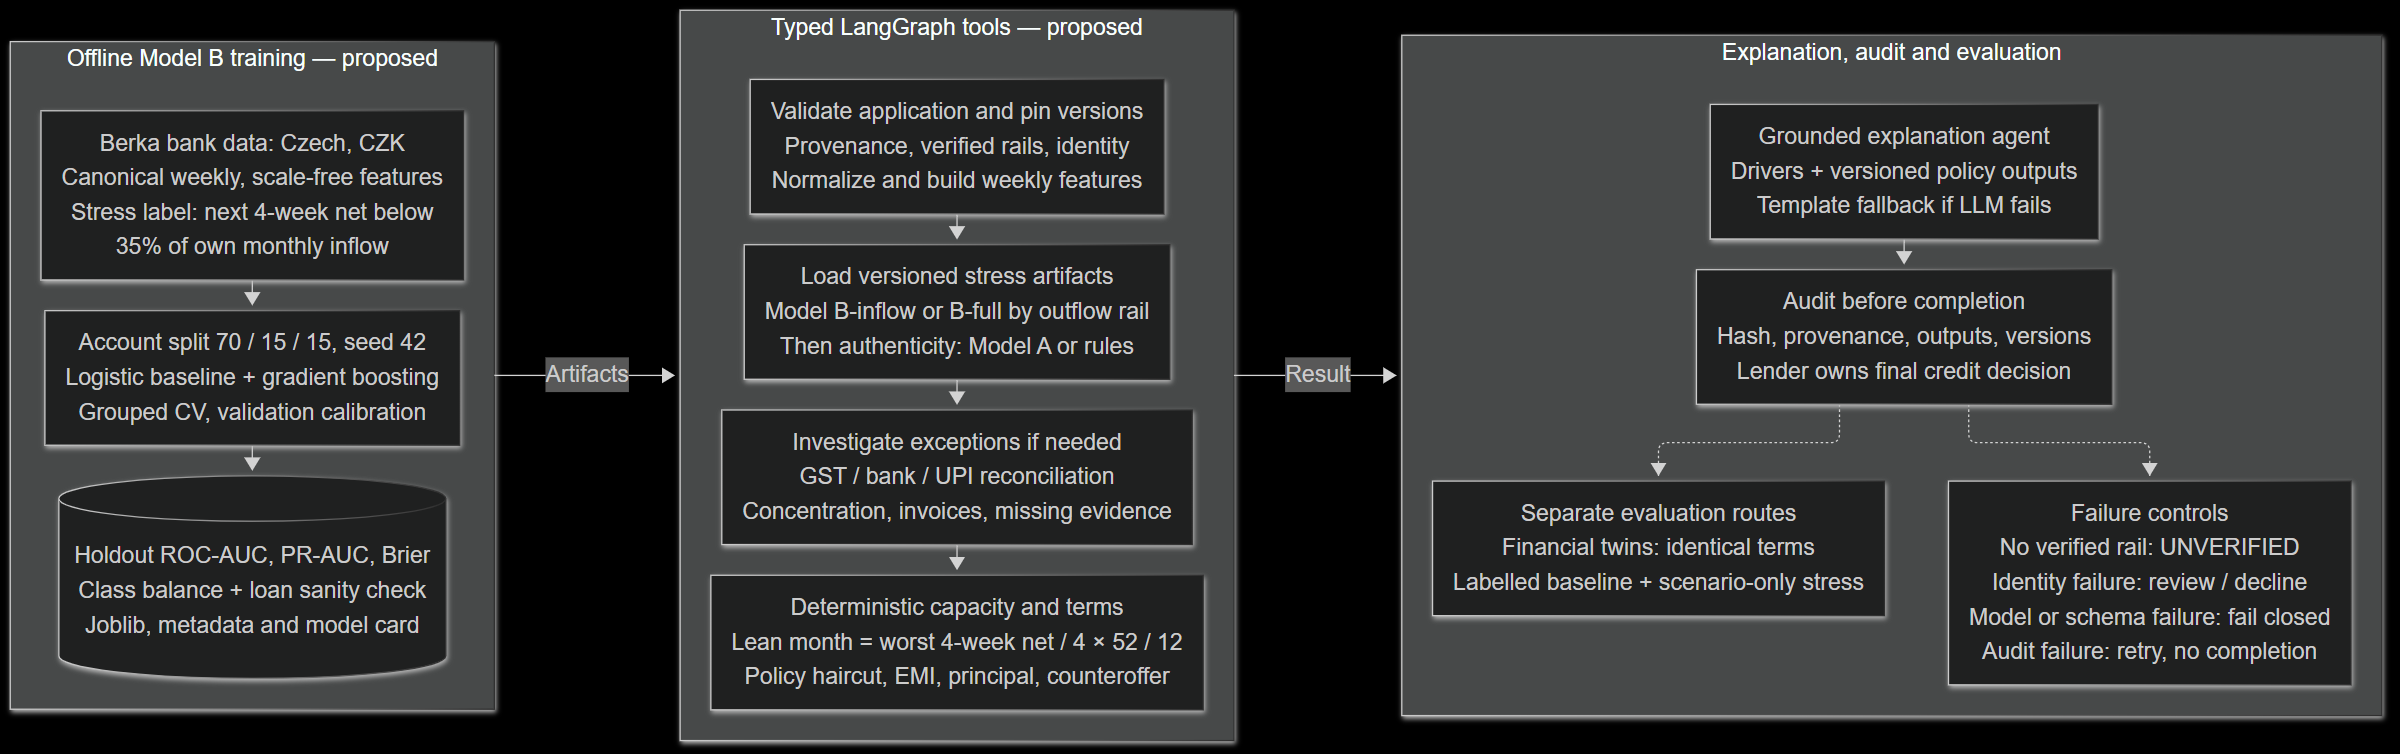 Offline Model B training — proposed
Berka bank data: Czech, CZK
Canonical weekly, scale-free features
Stress label: next 4-week net below
35% of own monthly inflow
Account split 70 / 15 / 15, seed 42
Logistic baseline + gradient boosting
Grouped CV, validation calibration
Holdout ROC-AUC, PR-AUC, Brier
Class balance + loan sanity check
Joblib, metadata and model card
Artifacts
Typed LangGraph tools — proposed
Validate application and pin versions
Provenance, verified rails, identity
Normalize and build weekly features
Load versioned stress artifacts
Model B-inflow or B-full by outflow rail
Then authenticity: Model A or rules
Investigate exceptions if needed
GST / bank / UPI reconciliation
Concentration, invoices, missing evidence
Deterministic capacity and terms
Lean month = worst 4-week net / 4 × 52 / 12
Policy haircut, EMI, principal, counteroffer
Result
Explanation, audit and evaluation
Grounded explanation agent
Drivers + versioned policy outputs
Template fallback if LLM fails
Audit before completion
Hash, provenance, outputs, versions
Lender owns final credit decision
Separate evaluation routes
Financial twins: identical terms
Labelled baseline + scenario-only stress
Failure controls
No verified rail: UNVERIFIED
Identity failure: review / decline
Model or schema failure: fail closed
Audit failure: retry, no completion